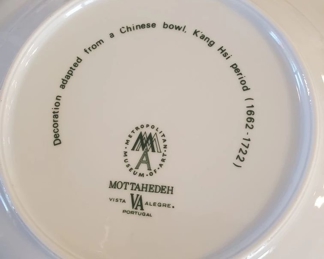 Decoration adapted from a Chinese bowl, K'ang Hsi period (1662-1722)
METROPOLITAN
MUSEUM·OF·ART
MMA
MOTTAHEDEH
VISTA VA ALEGRE
PORTUGAL